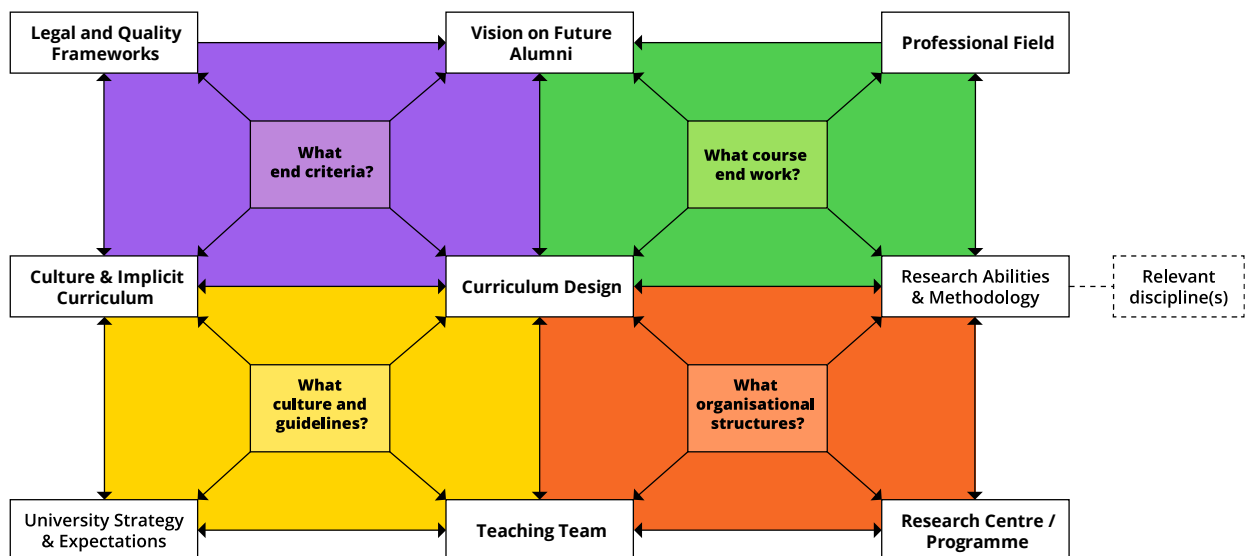 Legal and Quality
Frameworks
Vision on Future
Alumni
Professional Field
What
end criteria?
What course
end work?
Culture & Implicit
Curriculum
Curriculum Design
Research Abilities
& Methodology
Relevant
discipline(s)
What
culture and
guidelines?
What
organisational
structures?
University Strategy
& Expectations
Teaching Team
Research Centre /
Programme